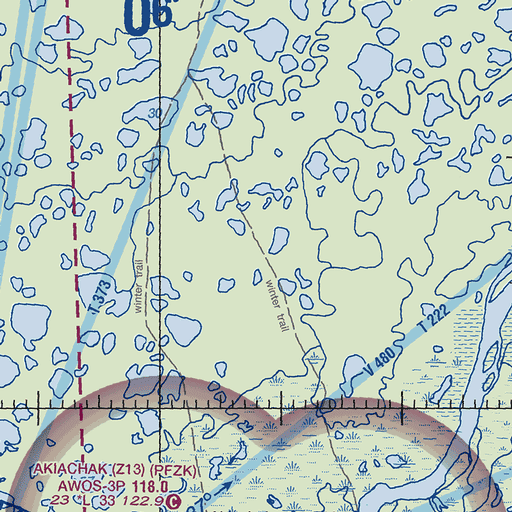 06°
30
winter trail
T 373
winter trail
T 222
V 480
AKIACHAK (Z13) (PFZK)
AWOS-3P 118.0
23 *L 33 122.9 C